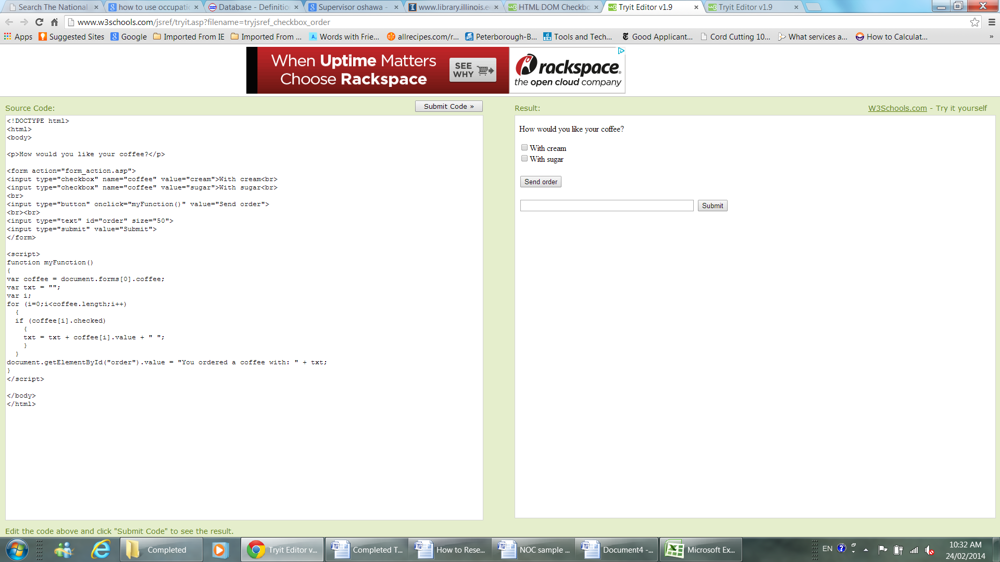 Search The National
how to use occupati
Database - Definitio
Supervisor oshawa -
www.library.illinois.e
HTML DOM Checkbo
Tryit Editor v1.9
Tryit Editor v1.9
www.w3schools.com/jsref/tryit.asp?filename=tryjsref_checkbox_order
Apps
Suggested Sites
Google
Imported From IE
Imported From ...
Words with Frie...
allrecipes.com/r...
Peterborough-B...
Tools and Tech...
Good Applicant...
Cord Cutting 10...
What services a...
How to Calculat...
»
When Uptime Matters
Choose Rackspace
SEE
WHY
rackspace
the open cloud company
Source Code:
Submit Code »
<!DOCTYPE html>
<html>
<body>
<p>How would you like your coffee?</p>
<form action="form_action.asp">
<input type="checkbox" name="coffee" value="cream">With cream<br>
<input type="checkbox" name="coffee" value="sugar">With sugar<br>
<br>
<input type="button" onclick="myFunction()" value="Send order">
<br><br>
<input type="text" id="order" size="50">
<input type="submit" value="Submit">
</form>
<script>
function myFunction()
{
var coffee = document.forms[0].coffee;
var txt = "";
var i;
for (i=0;i<coffee.length;i++)
{
if (coffee[i].checked)
{
txt = txt + coffee[i].value + " ";
}
}
document.getElementById("order").value = "You ordered a coffee with: " + txt;
}
</script>
</body>
</html>
Edit the code above and click "Submit Code" to see the result.
Result:
W3Schools.com - Try it yourself
How would you like your coffee?
With cream
With sugar
Send order
Submit
Completed
Tryit Editor v...
Completed T...
How to Rese...
NOC sample ...
Document4 -...
Microsoft Ex...
EN
10:32 AM
24/02/2014